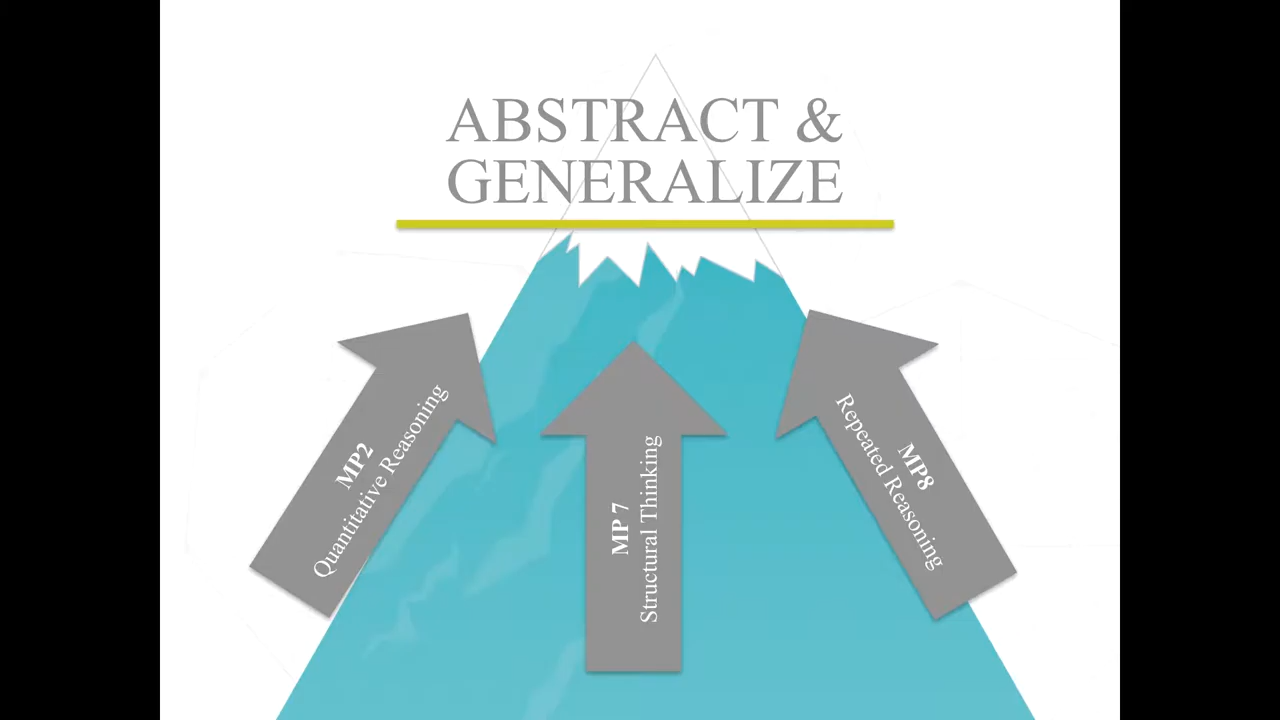 ABSTRACT &
GENERALIZE
MP2
Quantitative Reasoning
MP 7
Structural Thinking
MP8
Repeated Reasoning